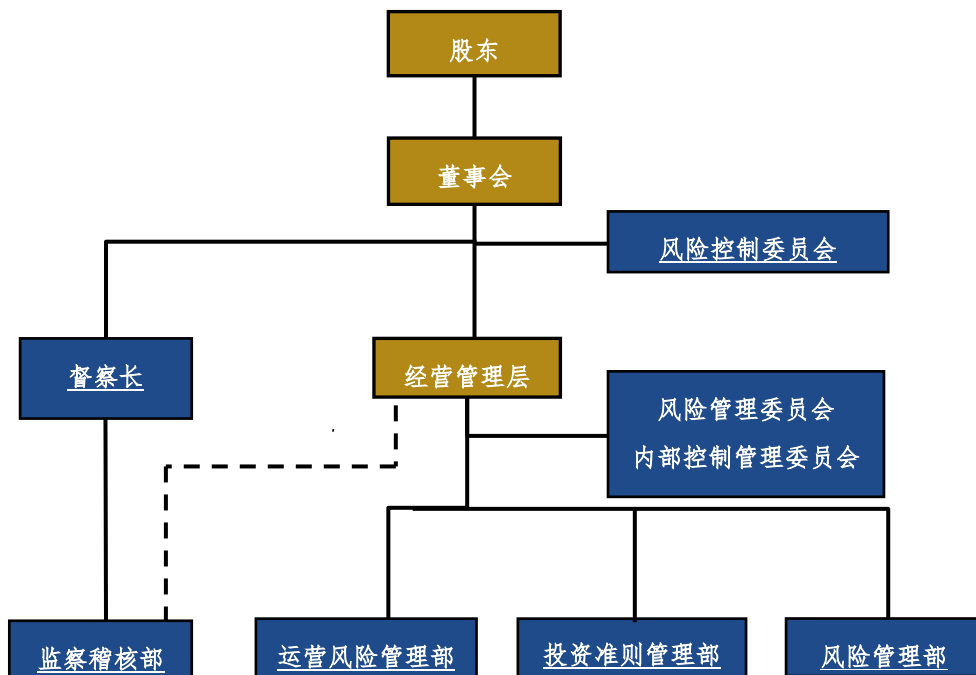 股东
董事会
风险控制委员会
督察长
经营管理层
风险管理委员会
内部控制管理委员会
监察稽核部
运营风险管理部
投资准则管理部
风险管理部